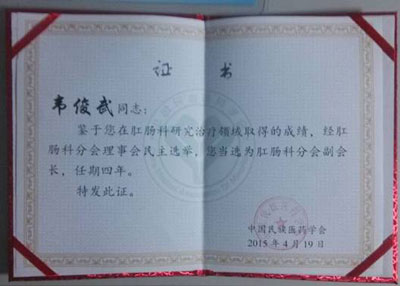 证 书
韦俊武同志:
鉴于您在肛肠科研究治疗领域取得的成绩，经肛
肠科分会理事会民主选举，您当选为肛肠科分会副会
长，任期四年。
特发此证。
中国民族医药学会
2015年4月19日